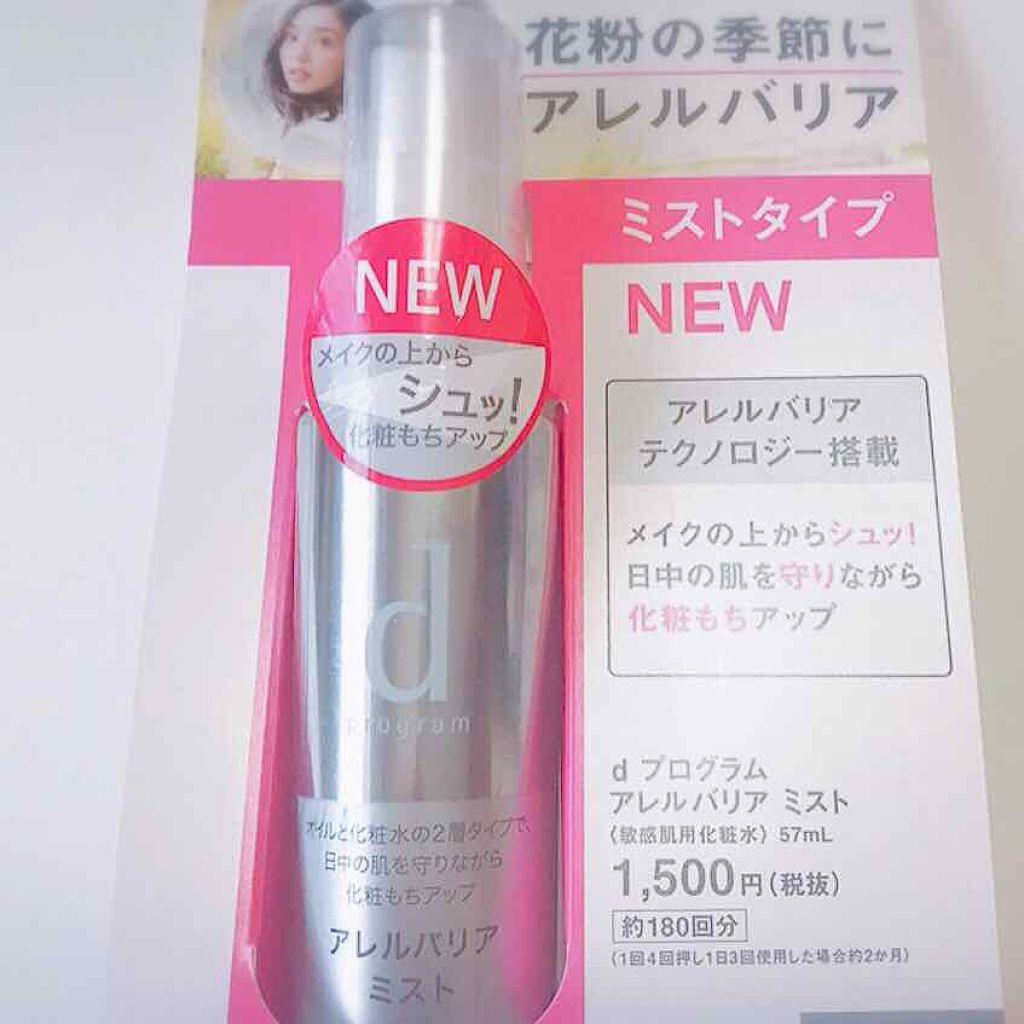 花粉の季節に
アレルバリア
ミストタイプ
NEW
メイクの上から
シュッ!
化粧もちアップ
NEW
アレルバリア
テクノロジー搭載
メイクの上からシュッ!
日中の肌を守りながら
化粧もちアップ
d
program
オイルと化粧水の2層タイプで、
日中の肌を守りながら
化粧もちアップ
アレルバリア
ミスト
d プログラム
アレルバリア ミスト
(敏感肌用化粧水) 57mL
1,500円(税抜)
約180回分
(1回4回押し1日3回使用した場合約2か月)